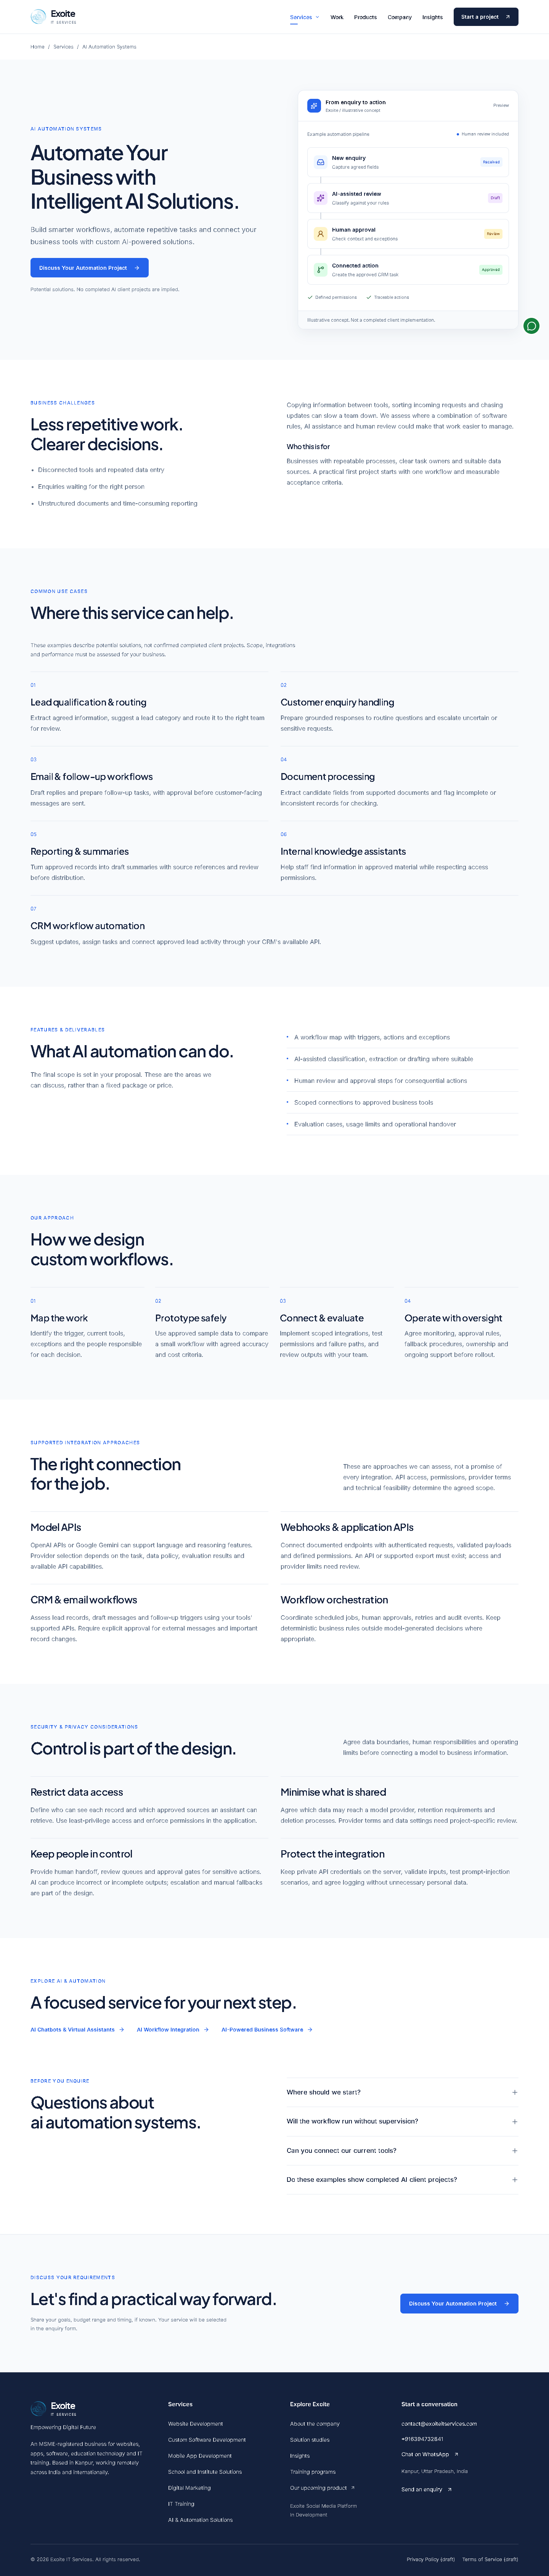 Exoite
IT SERVICES
Services
Work
Products
Company
Insights
Start a project
Home / Services / AI Automation Systems
AI AUTOMATION SYSTEMS
Automate Your
Business with
Intelligent AI Solutions.
Build smarter workflows, automate repetitive tasks and connect your
business tools with custom AI-powered solutions.
Discuss Your Automation Project
Potential solutions. No completed AI client projects are implied.
From enquiry to action
Exoite / illustrative concept
Preview
Example automation pipeline
Human review included
New enquiry
Capture agreed fields
Received
AI-assisted review
Classify against your rules
Draft
Human approval
Check context and exceptions
Review
Connected action
Create the approved CRM task
Approved
Defined permissions
Traceable actions
Illustrative concept. Not a completed client implementation.
BUSINESS CHALLENGES
Less repetitive work.
Clearer decisions.
Disconnected tools and repeated data entry
Enquiries waiting for the right person
Unstructured documents and time-consuming reporting
Copying information between tools, sorting incoming requests and chasing
updates can slow a team down. We assess where a combination of software
rules, AI assistance and human review could make that work easier to manage.
Who this is for
Businesses with repeatable processes, clear task owners and suitable data
sources. A practical first project starts with one workflow and measurable
acceptance criteria.
COMMON USE CASES
Where this service can help.
These examples describe potential solutions, not confirmed completed client projects. Scope, integrations
and performance must be assessed for your business.
01
Lead qualification & routing
Extract agreed information, suggest a lead category and route it to the right team
for review.
02
Customer enquiry handling
Prepare grounded responses to routine questions and escalate uncertain or
sensitive requests.
03
Email & follow-up workflows
Draft replies and prepare follow-up tasks, with approval before customer-facing
messages are sent.
04
Document processing
Extract candidate fields from supported documents and flag incomplete or
inconsistent records for checking.
05
Reporting & summaries
Turn approved records into draft summaries with source references and review
before distribution.
06
Internal knowledge assistants
Help staff find information in approved material while respecting access
permissions.
07
CRM workflow automation
Suggest updates, assign tasks and connect approved lead activity through your CRM's available API.
FEATURES & DELIVERABLES
What AI automation can do.
The final scope is set in your proposal. These are the areas we
can discuss, rather than a fixed package or price.
A workflow map with triggers, actions and exceptions
AI-assisted classification, extraction or drafting where suitable
Human review and approval steps for consequential actions
Scoped connections to approved business tools
Evaluation cases, usage limits and operational handover
OUR APPROACH
How we design
custom workflows.
01
Map the work
Identify the trigger, current tools,
exceptions and the people responsible
for each decision.
02
Prototype safely
Use approved sample data to compare
a small workflow with agreed accuracy
and cost criteria.
03
Connect & evaluate
Implement scoped integrations, test
permissions and failure paths, and
review outputs with your team.
04
Operate with oversight
Agree monitoring, approval rules,
fallback procedures, ownership and
ongoing support before rollout.
SUPPORTED INTEGRATION APPROACHES
The right connection
for the job.
These are approaches we can assess, not a promise of
every integration. API access, permissions, provider terms
and technical feasibility determine the agreed scope.
Model APIs
OpenAI APIs or Google Gemini can support language and reasoning features.
Provider selection depends on the task, data policy, evaluation results and
available API capabilities.
Webhooks & application APIs
Connect documented endpoints with authenticated requests, validated payloads
and defined permissions. An API or supported export must exist; access and
provider limits need review.
CRM & email workflows
Assess lead records, draft messages and follow-up triggers using your tools'
supported APIs. Require explicit approval for external messages and important
record changes.
Workflow orchestration
Coordinate scheduled jobs, human approvals, retries and audit events. Keep
deterministic business rules outside model-generated decisions where
appropriate.
SECURITY & PRIVACY CONSIDERATIONS
Control is part of the design.
Agree data boundaries, human responsibilities and operating
limits before connecting a model to business information.
Restrict data access
Define who can see each record and which approved sources an assistant can
retrieve. Use least-privilege access and enforce permissions in the application.
Minimise what is shared
Agree which data may reach a model provider, retention requirements and
deletion processes. Provider terms and data settings need project-specific review.
Keep people in control
Provide human handoff, review queues and approval gates for sensitive actions.
AI can produce incorrect or incomplete outputs; escalation and manual fallbacks
are part of the design.
Protect the integration
Keep private API credentials on the server, validate inputs, test prompt-injection
scenarios, and agree logging without unnecessary personal data.
EXPLORE AI & AUTOMATION
A focused service for your next step.
AI Chatbots & Virtual Assistants
AI Workflow Integration
AI-Powered Business Software
BEFORE YOU ENQUIRE
Questions about
ai automation systems.
Where should we start?
Will the workflow run without supervision?
Can you connect our current tools?
Do these examples show completed AI client projects?
DISCUSS YOUR REQUIREMENTS
Let's find a practical way forward.
Share your goals, budget range and timing, if known. Your service will be selected
in the enquiry form.
Discuss Your Automation Project
Exoite
IT SERVICES
Empowering Digital Future
An MSME-registered business for websites,
apps, software, education technology and IT
training. Based in Kanpur, working remotely
across India and internationally.
Services
Website Development
Custom Software Development
Mobile App Development
School and Institute Solutions
Digital Marketing
IT Training
AI & Automation Solutions
Explore Exoite
About the company
Solution studies
Insights
Training programs
Our upcoming product
Exoite Social Media Platform
In Development
Start a conversation
contact@exoiteitservices.com
+916394732841
Chat on WhatsApp
Kanpur, Uttar Pradesh, India
Send an enquiry
© 2026 Exoite IT Services. All rights reserved.
Privacy Policy (draft)
Terms of Service (draft)